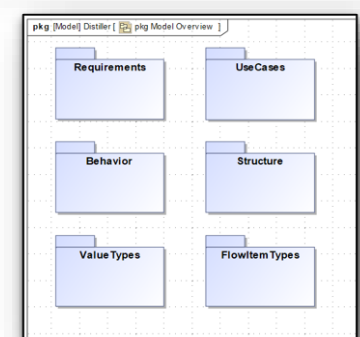 pkg [Model] Distiller [ pkg Model Overview ]
Requirements
UseCases
Behavior
Structure
ValueTypes
FlowItemTypes